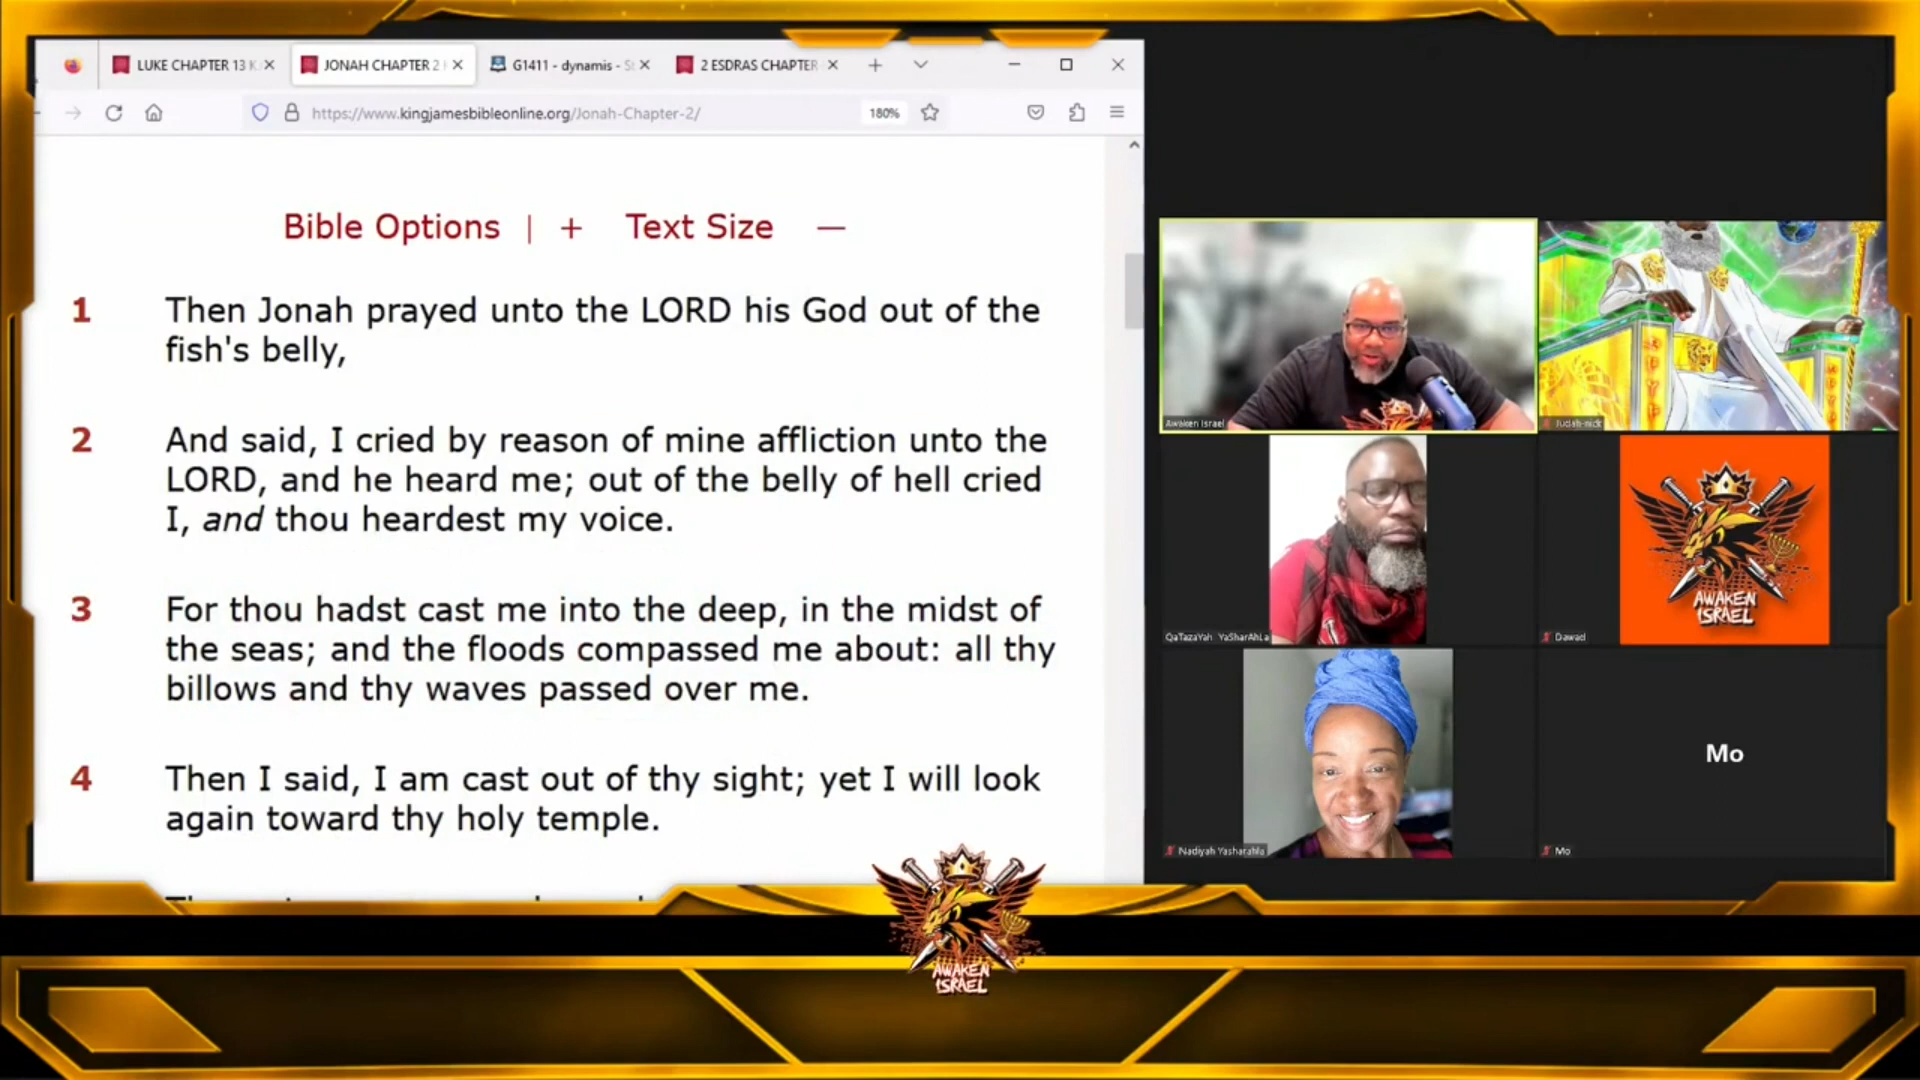 LUKE CHAPTER 13 K
JONAH CHAPTER 2
G1411 - dynamis - St
2 ESDRAS CHAPTER
https://www.kingjamesbibleonline.org/Jonah-Chapter-2/
180%
Bible Options | + Text Size —
1 Then Jonah prayed unto the LORD his God out of the
fish's belly,
2 And said, I cried by reason of mine affliction unto the
LORD, and he heard me; out of the belly of hell cried
I, and thou heardest my voice.
3 For thou hadst cast me into the deep, in the midst of
the seas; and the floods compassed me about: all thy
billows and thy waves passed over me.
4 Then I said, I am cast out of thy sight; yet I will look
again toward thy holy temple.
Awaken Israel
Judah-nick
QaTazaYah YaSharAhLa
Dawad
AWAKEN
ISRAEL
Nadiyah Yasharahla
Mo
Mo
AWAKEN
ISRAEL